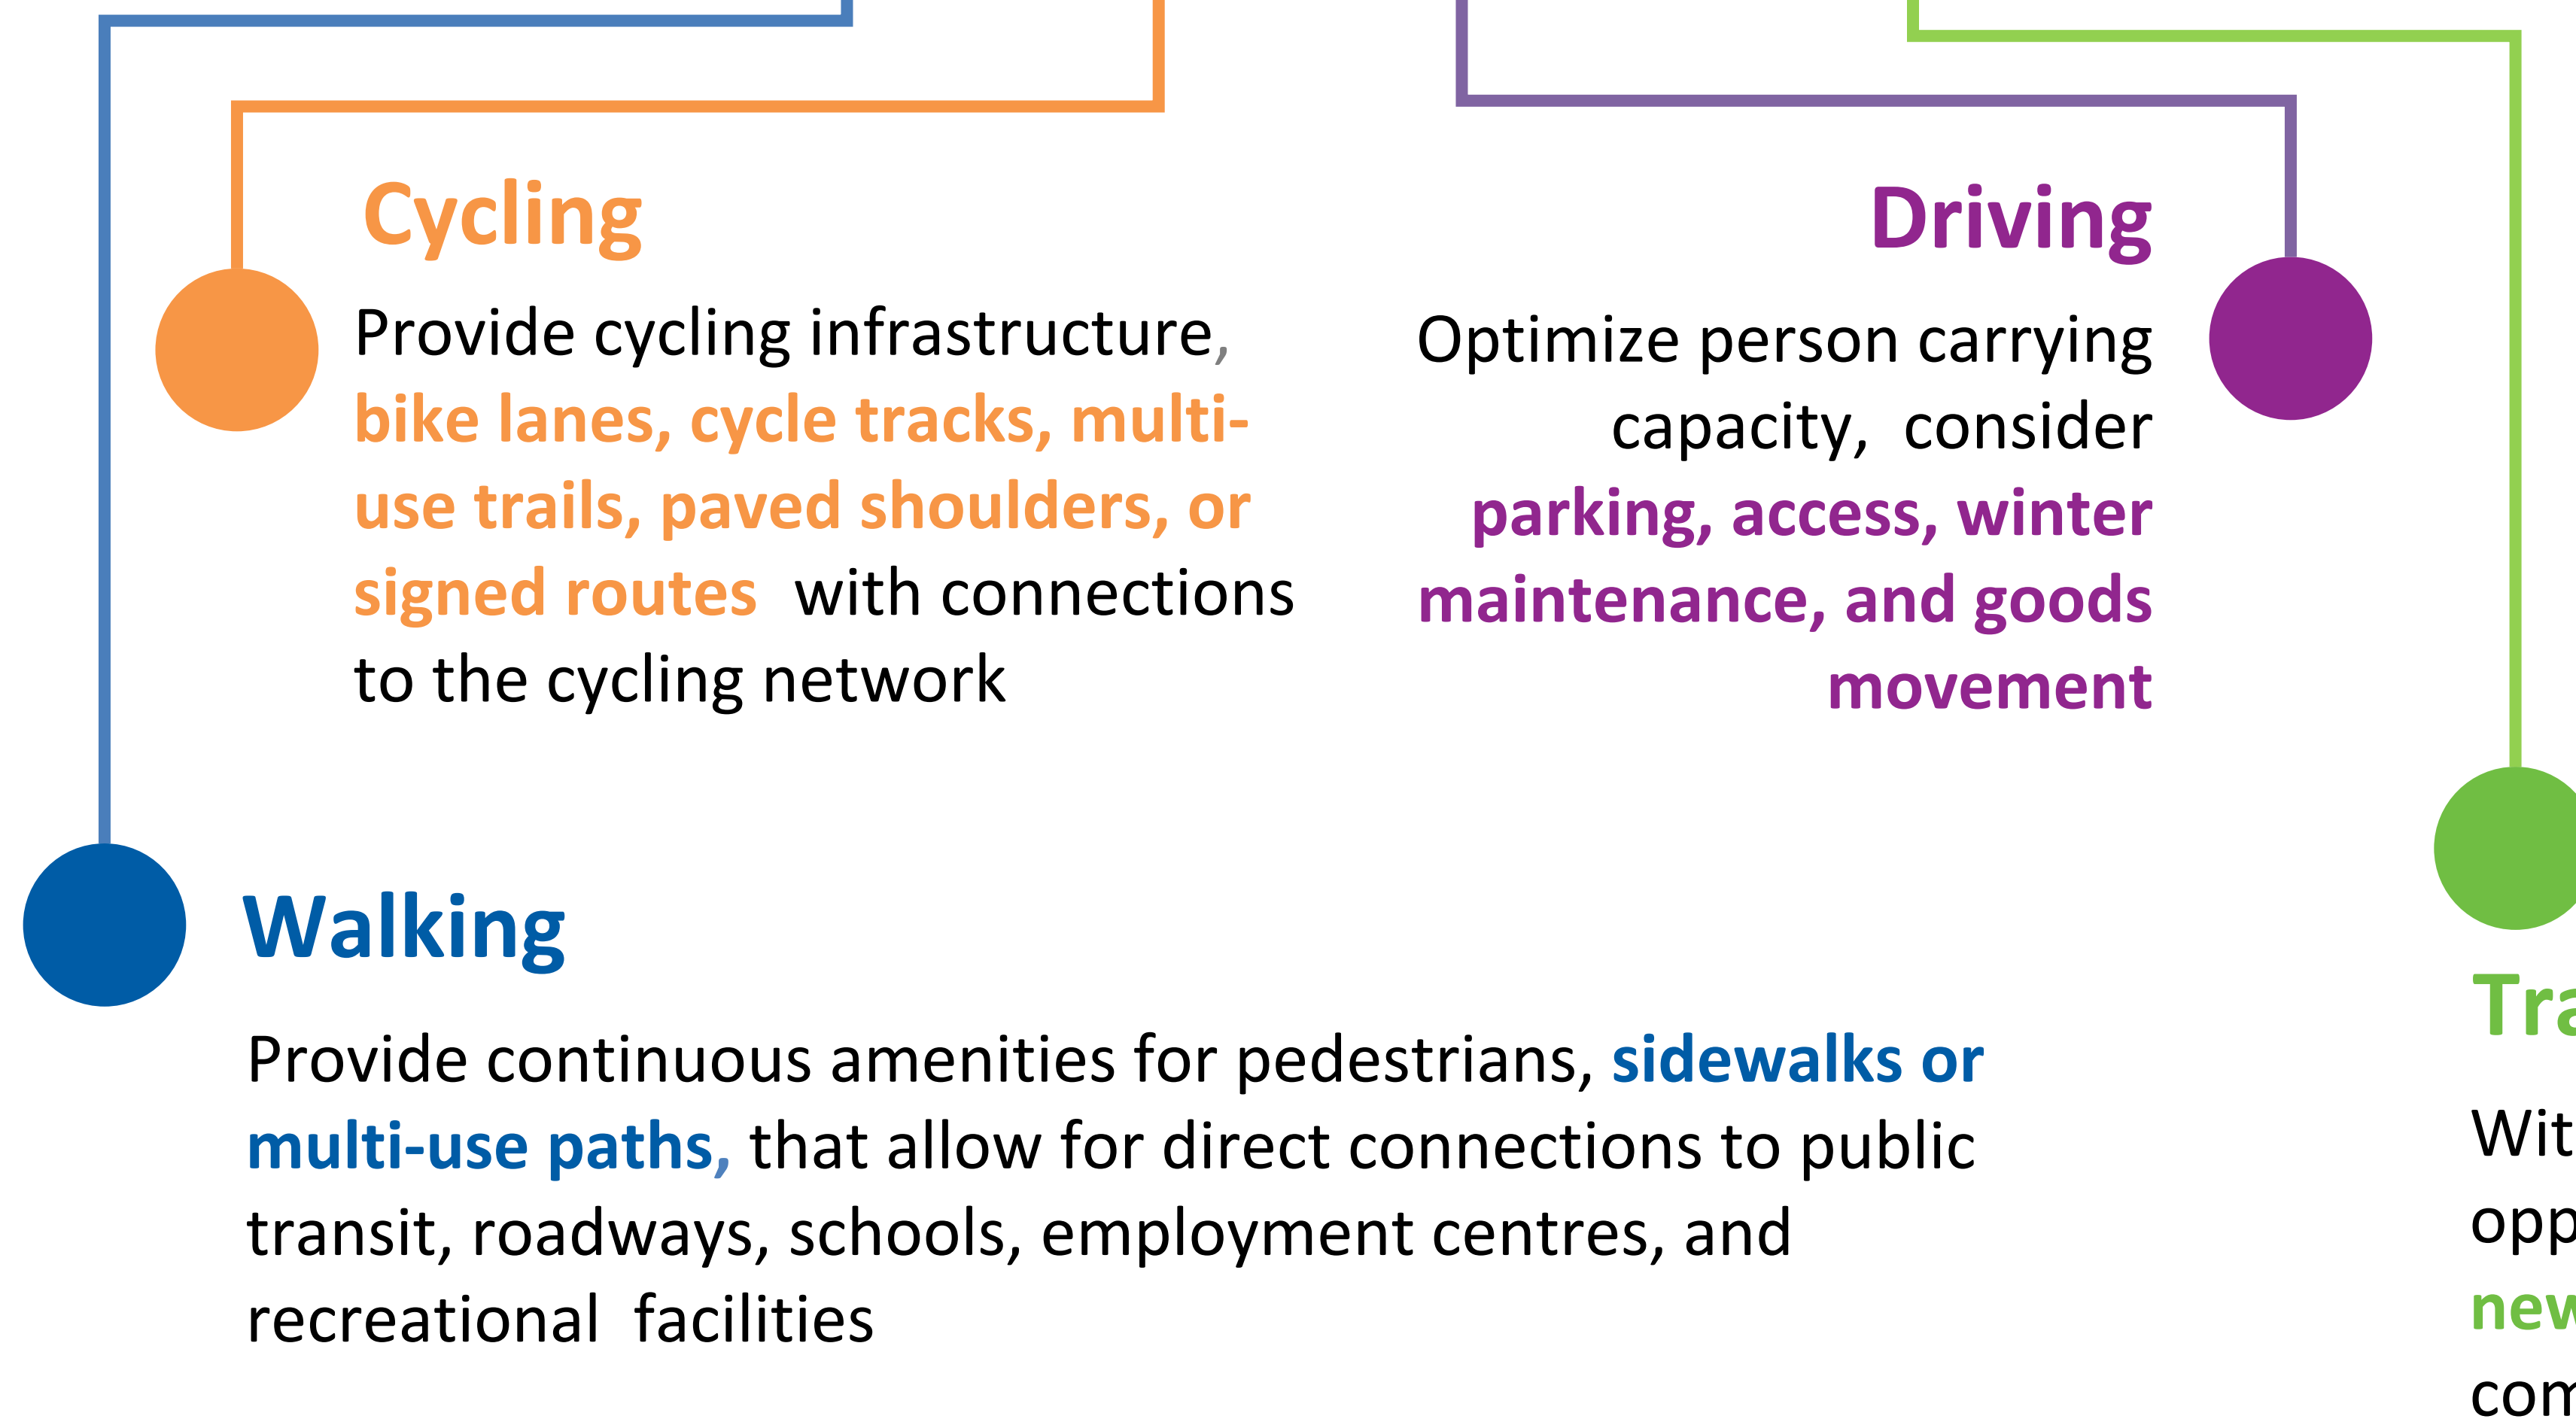 Cycling
Provide cycling infrastructure,
bike lanes, cycle tracks, multi-
use trails, paved shoulders, or
signed routes  with connections
to the cycling network
Driving
Optimize person carrying
capacity,  consider
parking, access, winter
maintenance, and goods
movement
Walking
Provide continuous amenities for pedestrians, sidewalks or
multi-use paths, that allow for direct connections to public
transit, roadways, schools, employment centres, and
recreational  facilities